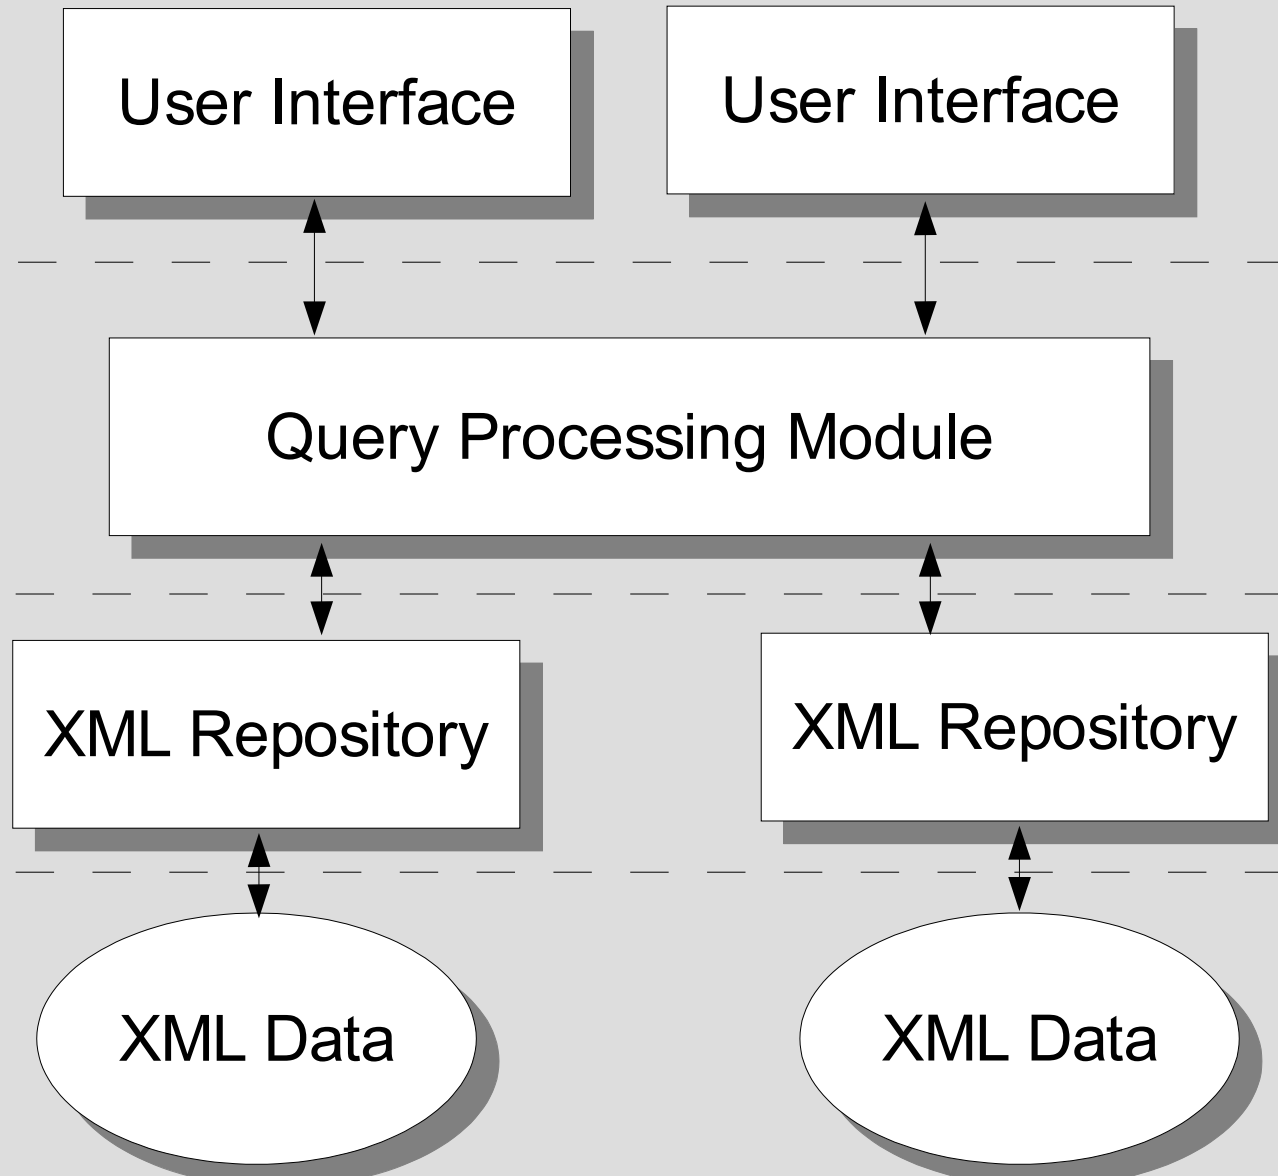 User Interface
User Interface
Query Processing Module
XML Repository
XML Repository
XML Data
XML Data